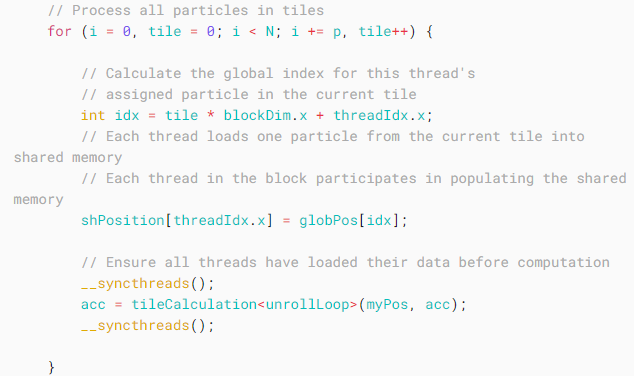 // Process all particles in tiles
for (i = 0, tile = 0; i < N; i += p, tile++) {
// Calculate the global index for this thread's
// assigned particle in the current tile
int idx = tile * blockDim.x + threadIdx.x;
// Each thread loads one particle from the current tile into
shared memory
// Each thread in the block participates in populating the shared
memory
shPosition[threadIdx.x] = globPos[idx];
// Ensure all threads have loaded their data before computation
__syncthreads();
acc = tileCalculation<unrollLoop>(myPos, acc);
__syncthreads();
}